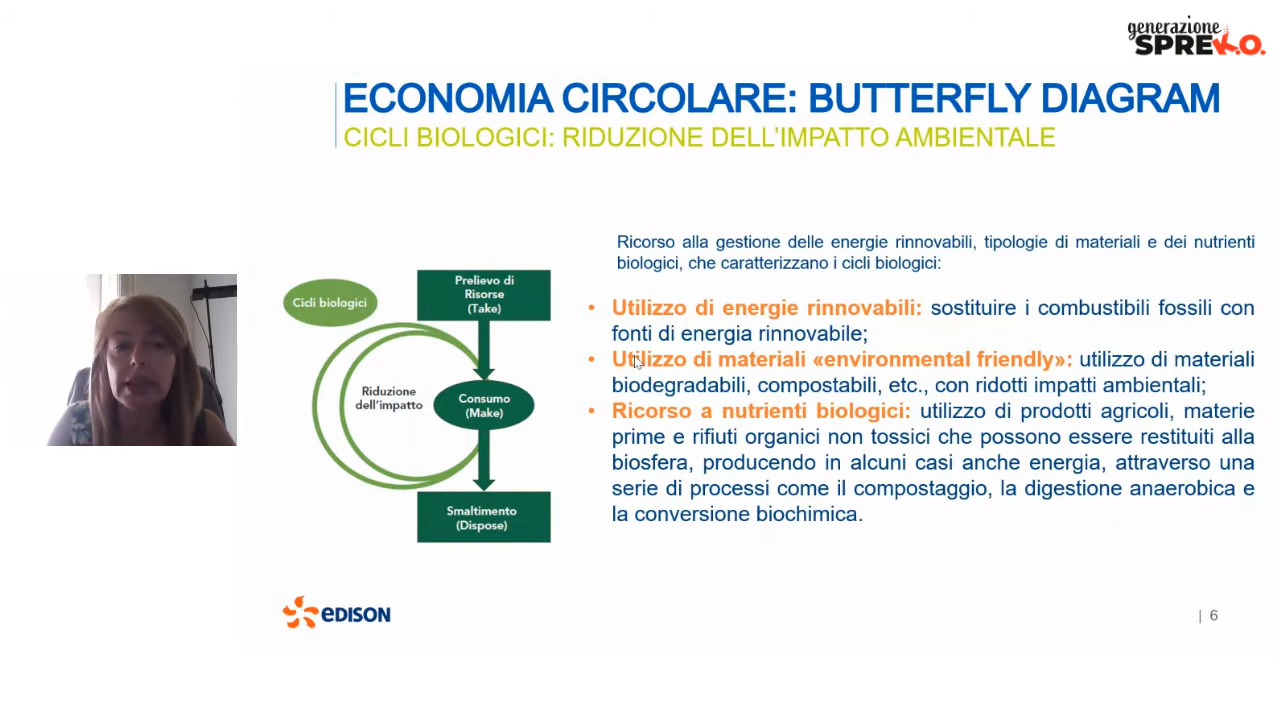 generazione
SPREK.O.
ECONOMIA CIRCOLARE: BUTTERFLY DIAGRAM
CICLI BIOLOGICI: RIDUZIONE DELL'IMPATTO AMBIENTALE
Cicli biologici
Prelievo di
Risorse
(Take)
Riduzione
dell'impatto
Consumo
(Make)
Smaltimento
(Dispose)
Ricorso alla gestione delle energie rinnovabili, tipologie di materiali e dei nutrienti
biologici, che caratterizzano i cicli biologici:
• Utilizzo di energie rinnovabili: sostituire i combustibili fossili con
fonti di energia rinnovabile;
• Utilizzo di materiali «environmental friendly»: utilizzo di materiali
biodegradabili, compostabili, etc., con ridotti impatti ambientali;
• Ricorso a nutrienti biologici: utilizzo di prodotti agricoli, materie
prime e rifiuti organici non tossici che possono essere restituiti alla
biosfera, producendo in alcuni casi anche energia, attraverso una
serie di processi come il compostaggio, la digestione anaerobica e
la conversione biochimica.
eDISON
| 6